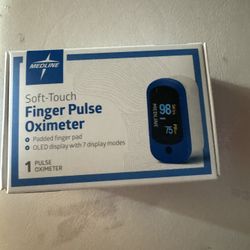 MEDLINE
Soft-Touch
Finger Pulse
Oximeter
• Padded finger pad
• OLED display with 7 display modes
1 PULSE
OXIMETER
98
75
MEDLINE